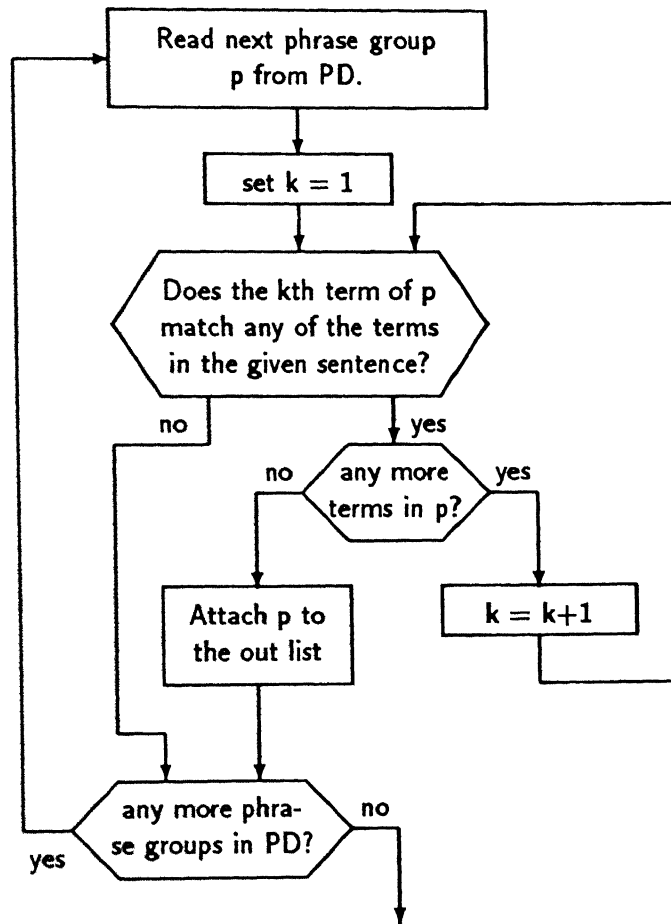 Read next phrase group
p from PD.
set k = 1
Does the kth term of p
match any of the terms
in the given sentence?
no
yes
any more
terms in p?
no
yes
Attach p to
the out list
k = k+1
any more phra-
se groups in PD?
no
yes